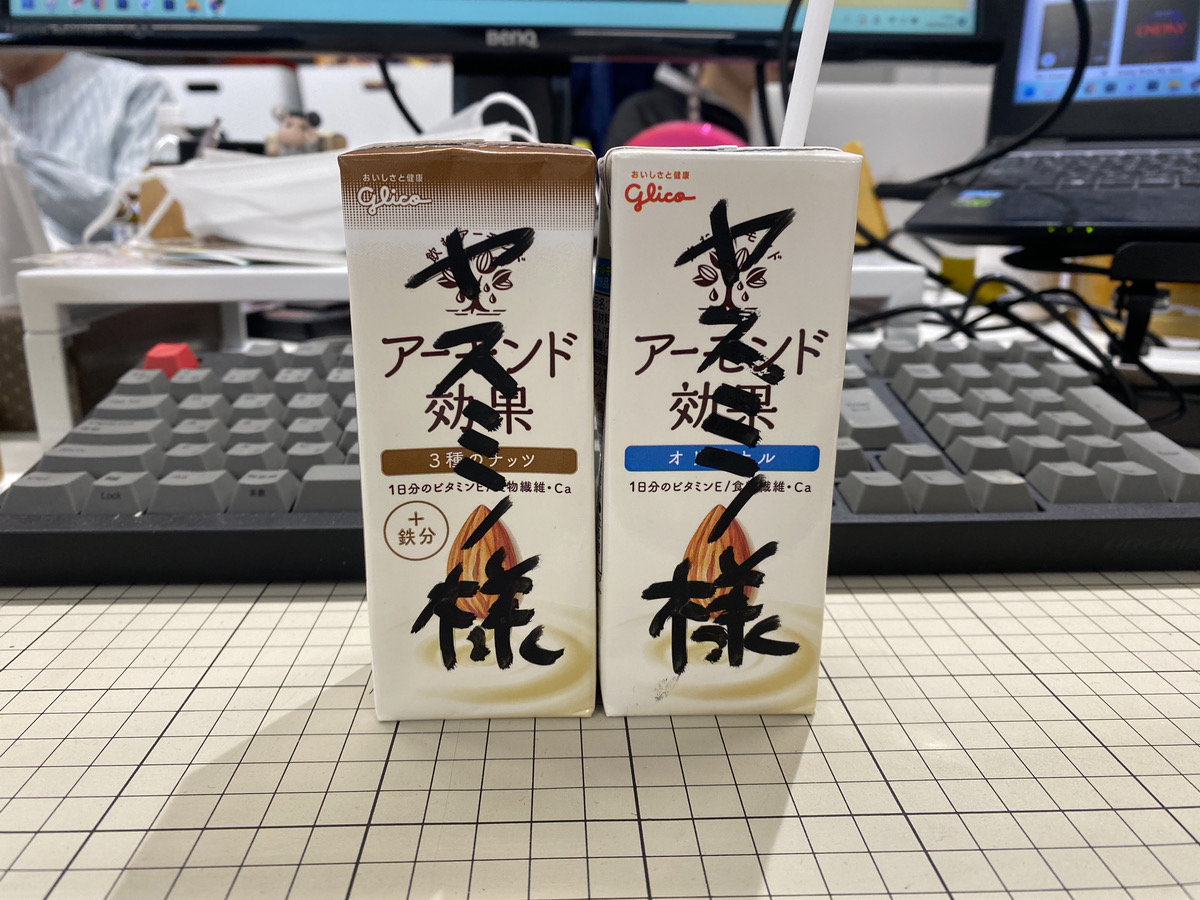 BenQ
おいしさと健康
Glico
アーモンド
効果
3種のナッツ
1日分のビタミンE/食物繊維・Ca
+
鉄分
ヤスミン様
おいしさと健康
Glico
アーモンド
効果
オリジナル
1日分のビタミンE/食物繊維・Ca
ヤスミン様
Lock
ENERGY